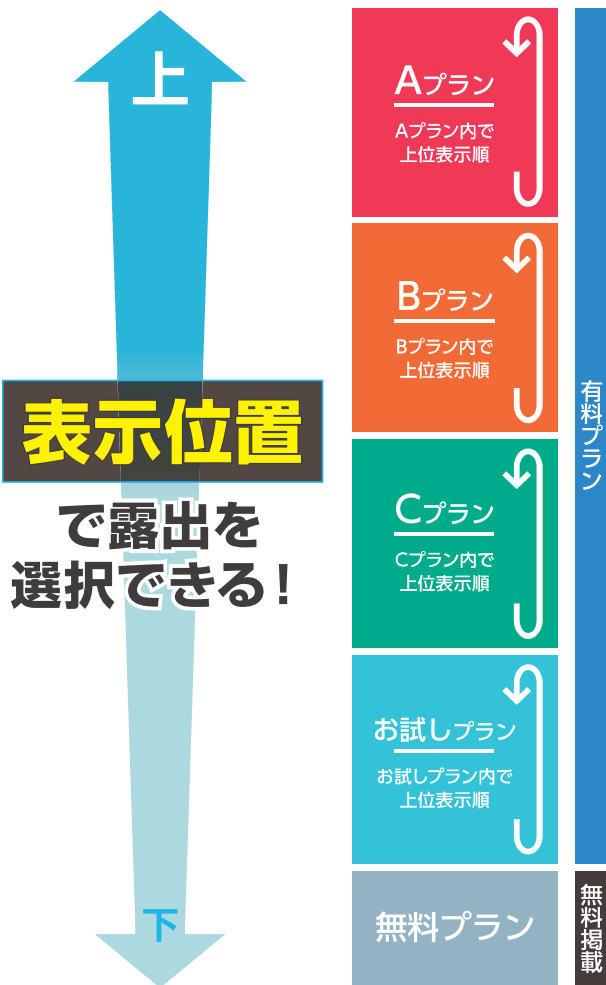 上
表示位置
で露出を
選択できる!
下
Aプラン
Aプラン内で
上位表示順
Bプラン
Bプラン内で
上位表示順
Cプラン
Cプラン内で
上位表示順
お試しプラン
お試しプラン内で
上位表示順
無料プラン
有料プラン
無料掲載